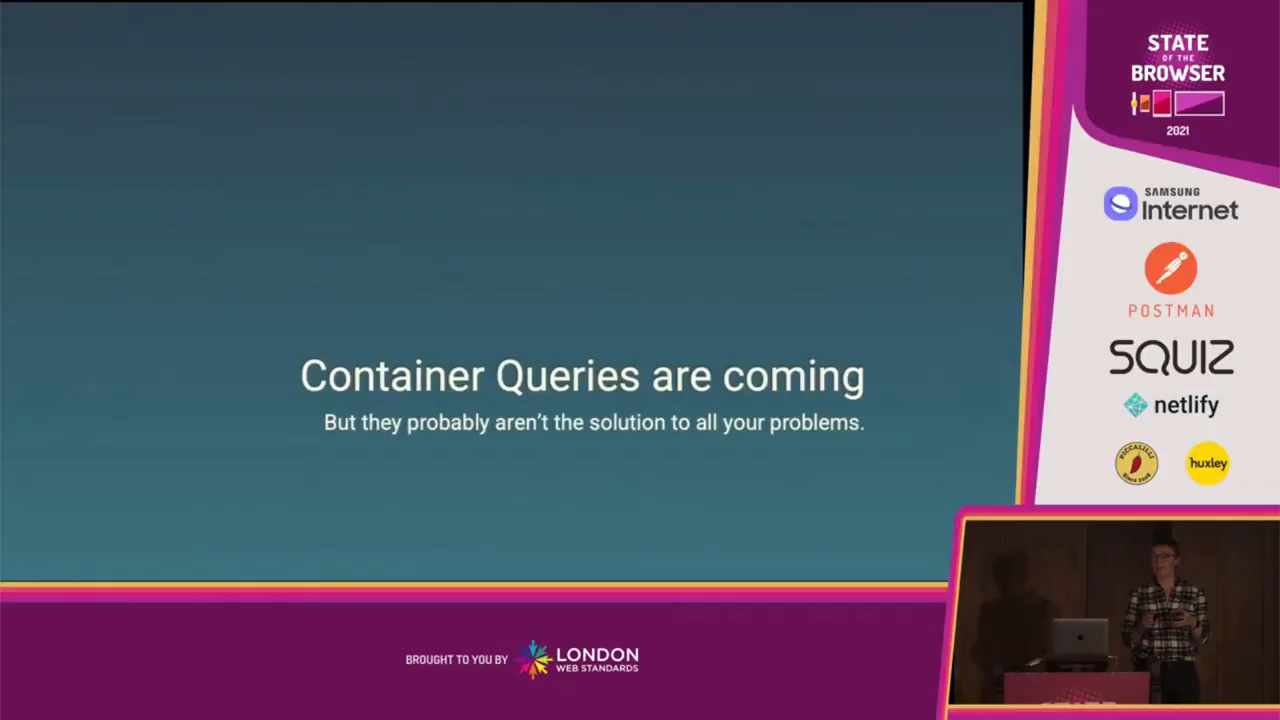 Container Queries are coming
But they probably aren't the solution to all your problems.
STATE
OF THE
BROWSER
2021
SAMSUNG
Internet
POSTMAN
SQUIZ
netlify
PICCALILLI
huxley
BROUGHT TO YOU BY
LONDON
WEB STANDARDS